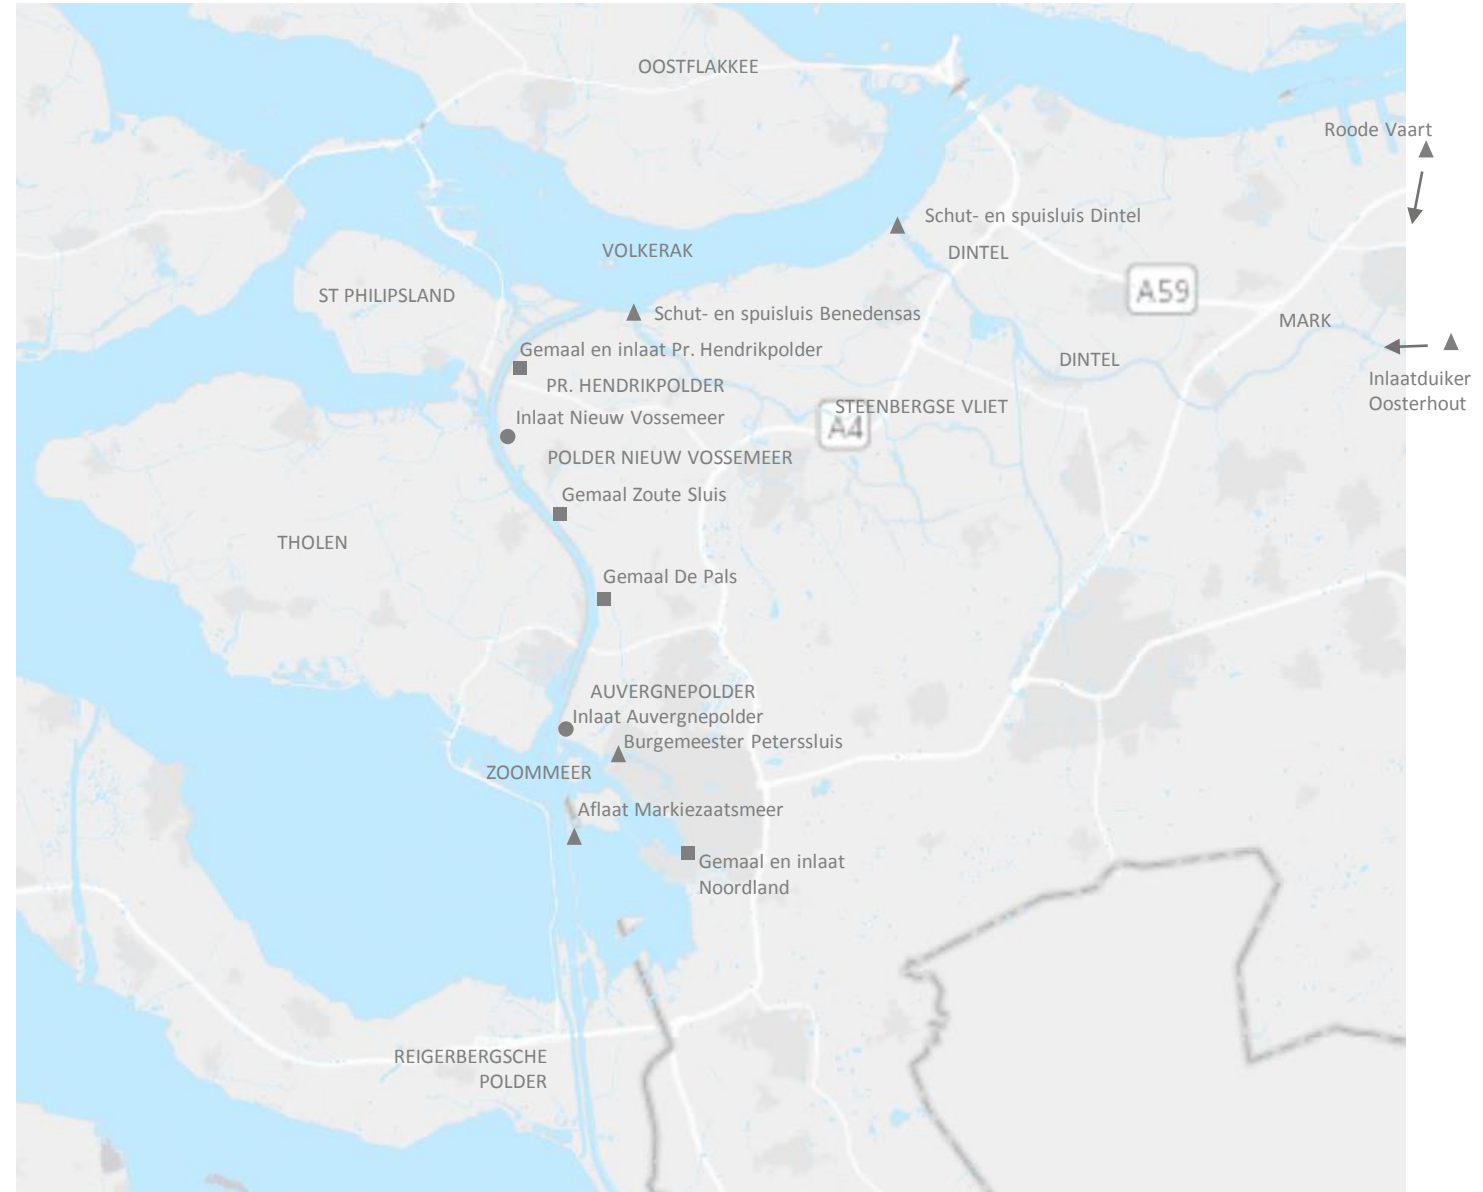 OOSTFLAKKEE
Roode Vaart
Schut- en spuisluis Dintel
VOLKERAK
DINTEL
ST PHILIPSLAND
A59
Schut- en spuisluis Benedensas
MARK
Gemaal en inlaat Pr. Hendrikpolder
DINTEL
PR. HENDRIKPOLDER
Inlaatduiker
Oosterhout
STEENBERGSE VLIET
Inlaat Nieuw Vossemeer
A4
POLDER NIEUW VOSSEMEER
Gemaal Zoute Sluis
THOLEN
Gemaal De Pals
AUVERGNEPOLDER
Inlaat Auvergnepolder
Burgemeester Peterssluis
ZOOMMEER
Aflaat Markiezaatsmeer
Gemaal en inlaat
Noordland
REIGERBERGSCHE
POLDER